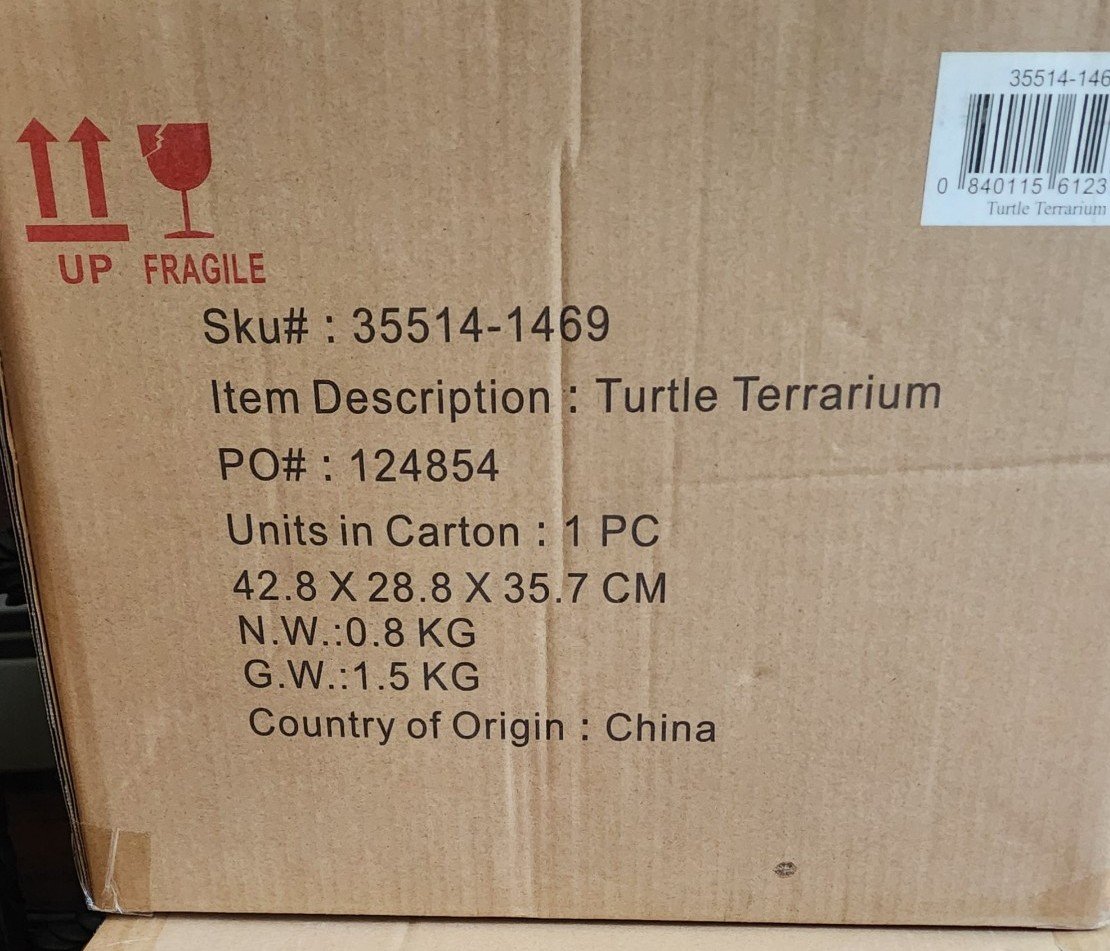 35514-146
0 840115 6123
Turtle Terrarium
UP FRAGILE
Sku# : 35514-1469
Item Description : Turtle Terrarium
PO# : 124854
Units in Carton : 1 PC
42.8 X 28.8 X 35.7 CM
N.W.:0.8 KG
G.W.:1.5 KG
Country of Origin : China